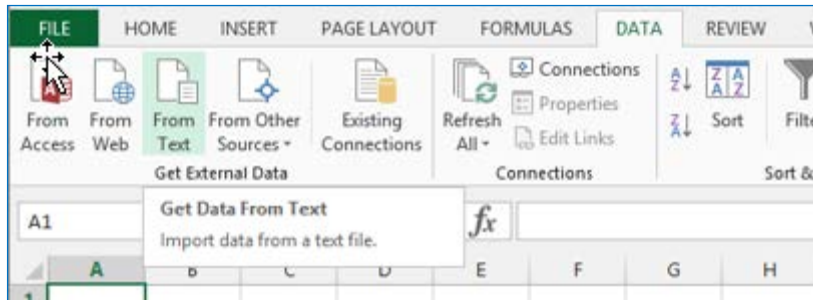 FILE HOME INSERT PAGE LAYOUT FORMULAS DATA REVIEW
From Access From Web From Text From Other Sources Existing Connections Refresh All Connections Properties Edit Links Sort Filte
Get External Data Connections Sort &
A1 fx
Get Data From Text
Import data from a text file.
A B C D E F G H
1